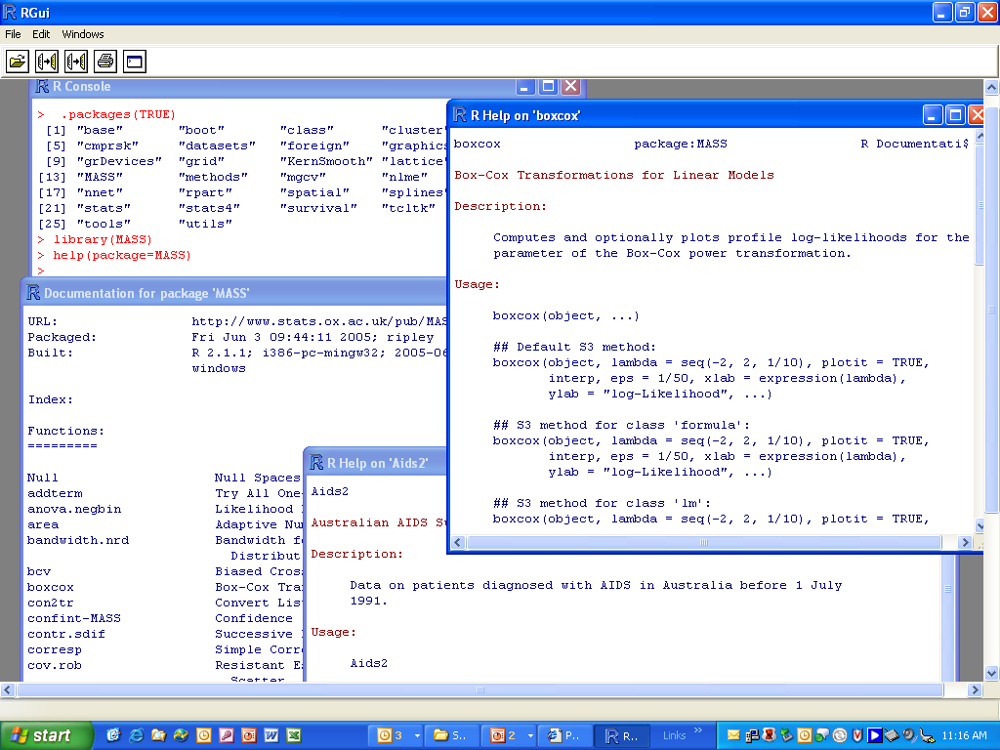 RGui
File Edit Windows
R Console
> .packages(TRUE)
[1] "base" "boot" "class" "cluster"
[5] "cmprsk" "datasets" "foreign" "graphics
[9] "grDevices" "grid" "KernSmooth" "lattice"
[13] "MASS" "methods" "mgcv" "nlme"
[17] "nnet" "rpart" "spatial" "splines"
[21] "stats" "stats4" "survival" "tcltk"
[25] "tools" "utils"
> library(MASS)
> help(package=MASS)
>
Documentation for package 'MASS'
URL: http://www.stats.ox.ac.uk/pub/MAS
Packaged: Fri Jun 3 09:44:11 2005; ripley
Built: R 2.1.1; i386-pc-mingw32; 2005-06
windows
Index:
Functions:
=========
Null Null Spaces
addterm Try All One
anova.negbin Likelihood
area Adaptive Nu
bandwidth.nrd Bandwidth f
Distribut
bcv Biased Cros
boxcox Box-Cox Tra
con2tr Convert Lis
confint-MASS Confidence
contr.sdif Successive
corresp Simple Corr
cov.rob Resistant E
Scatter
R Help on 'Aids2'
Aids2
Australian AIDS Su
Description:
Data on patients diagnosed with AIDS in Australia before 1 July
1991.
Usage:
Aids2
R Help on 'boxcox'
boxcox package:MASS R Documentati$
Box-Cox Transformations for Linear Models
Description:
Computes and optionally plots profile log-likelihoods for the
parameter of the Box-Cox power transformation.
Usage:
boxcox(object, ...)
## Default S3 method:
boxcox(object, lambda = seq(-2, 2, 1/10), plotit = TRUE,
interp, eps = 1/50, xlab = expression(lambda),
ylab = "log-Likelihood", ...)
## S3 method for class 'formula':
boxcox(object, lambda = seq(-2, 2, 1/10), plotit = TRUE,
interp, eps = 1/50, xlab = expression(lambda),
ylab = "log-Likelihood", ...)
## S3 method for class 'lm':
boxcox(object, lambda = seq(-2, 2, 1/10), plotit = TRUE,
start 3 S.. 2 P.. R.. Links » 11:16 AM